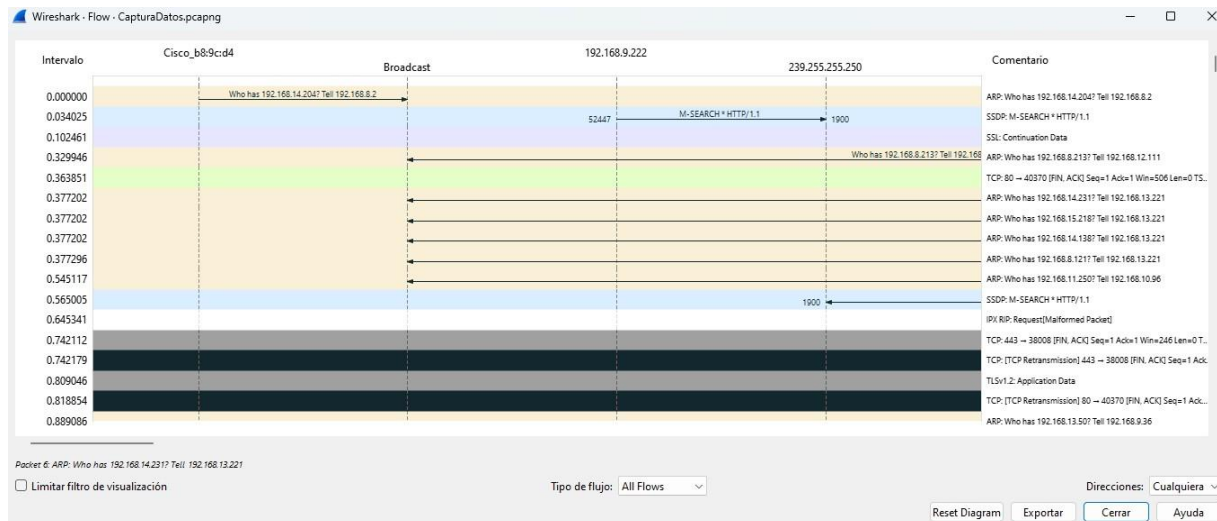 Wireshark · Flow · CapturaDatos.pcapng
Intervalo Cisco_b8:9c:d4 Broadcast 192.168.9.222 239.255.255.250 Comentario
0.000000 Who has 192.168.14.204? Tell 192.168.8.2 ARP: Who has 192.168.14.204? Tell 192.168.8.2
0.034025 52447 M-SEARCH * HTTP/1.1 1900 SSDP: M-SEARCH * HTTP/1.1
0.102461 SSL: Continuation Data
0.329946 Who has 192.168.8.213? Tell 192.168 ARP: Who has 192.168.8.213? Tell 192.168.12.111
0.363851 TCP: 80 → 40370 [FIN, ACK] Seq=1 Ack=1 Win=506 Len=0 TS...
0.377202 ARP: Who has 192.168.14.231? Tell 192.168.13.221
0.377202 ARP: Who has 192.168.15.218? Tell 192.168.13.221
0.377202 ARP: Who has 192.168.14.138? Tell 192.168.13.221
0.377296 ARP: Who has 192.168.8.121? Tell 192.168.13.221
0.545117 ARP: Who has 192.168.11.250? Tell 192.168.10.96
0.565005 1900 SSDP: M-SEARCH * HTTP/1.1
0.645341 IPX RIP: Request[Malformed Packet]
0.742112 TCP: 443 → 38008 [FIN, ACK] Seq=1 Ack=1 Win=246 Len=0 T...
0.742179 TCP: [TCP Retransmission] 443 → 38008 [FIN, ACK] Seq=1 Ack...
0.809046 TLSv1.2: Application Data
0.818854 TCP: [TCP Retransmission] 80 → 40370 [FIN, ACK] Seq=1 Ack...
0.889086 ARP: Who has 192.168.13.50? Tell 192.168.9.36
Packet 6: ARP: Who has 192.168.14.231? Tell 192.168.13.221
Limitar filtro de visualización Tipo de flujo: All Flows Direcciones: Cualquiera
Reset Diagram Exportar Cerrar Ayuda